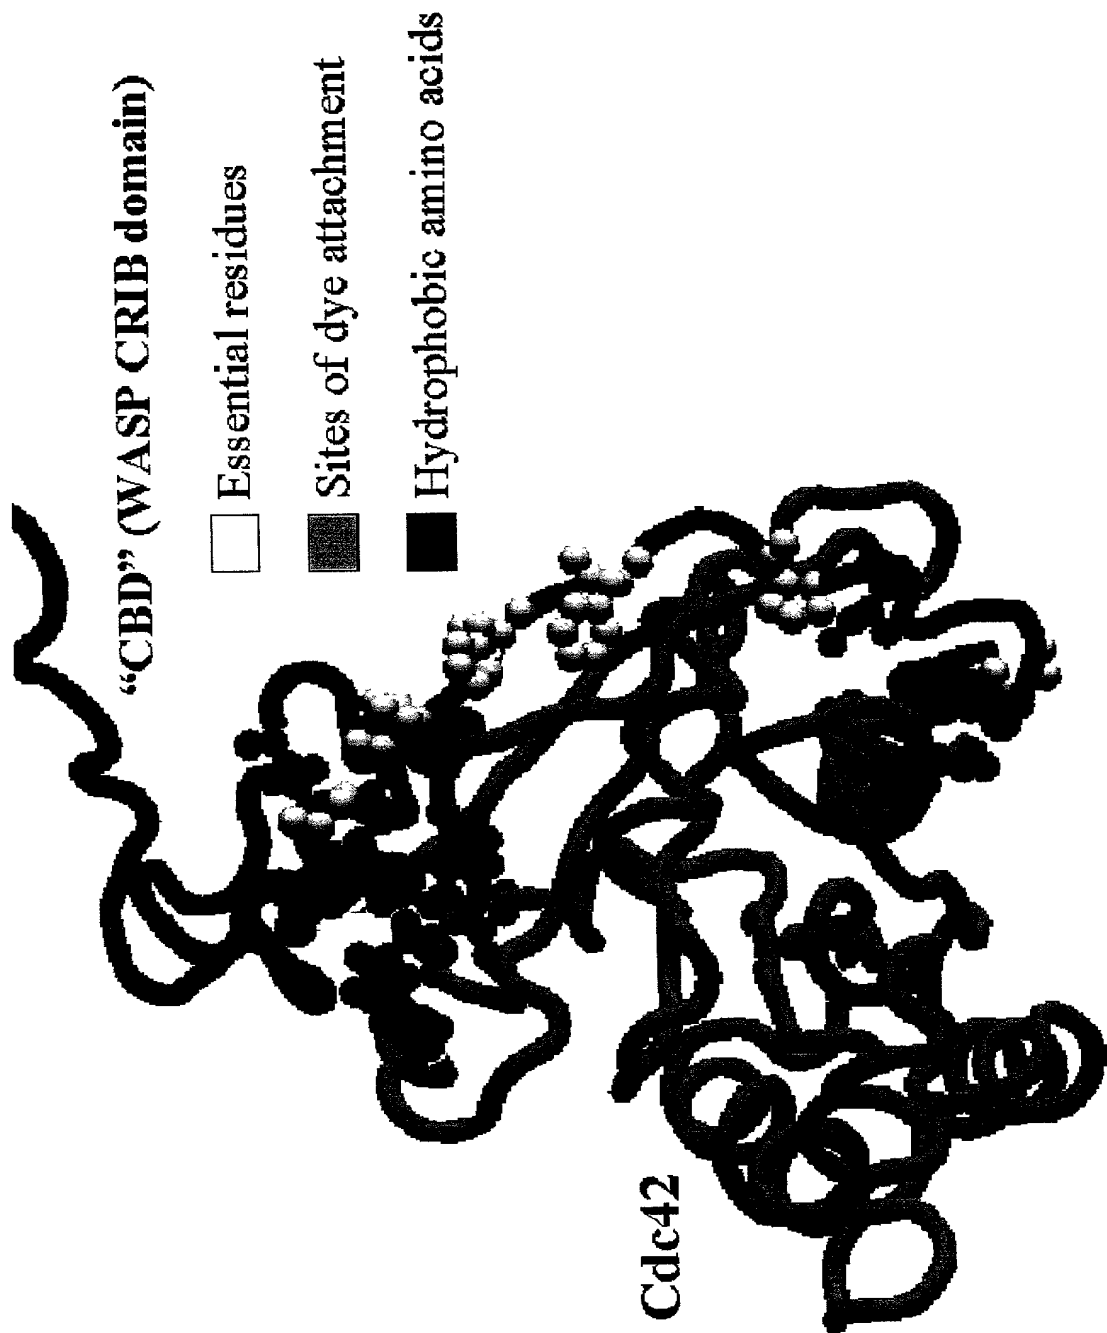 “CBD” (WASP CRIB domain)
Essential residues
Sites of dye attachment
Hydrophobic amino acids
Cdc42